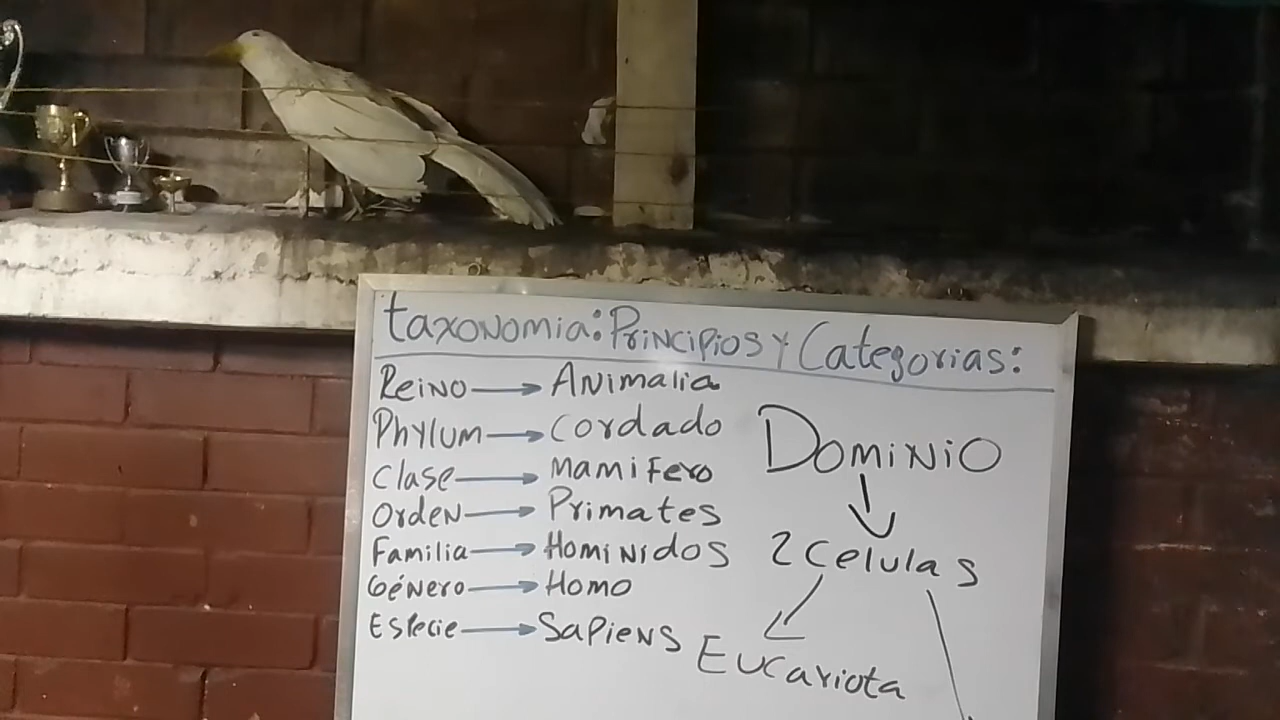 taxonomia: Principios y Categorias:
Reino → Animalia
Phylum → Cordado
Clase → Mamifero
Orden → Primates
Familia → Hominidos
Género → Homo
Especie → Sapiens
Dominio
2 Celulas
Eucariota